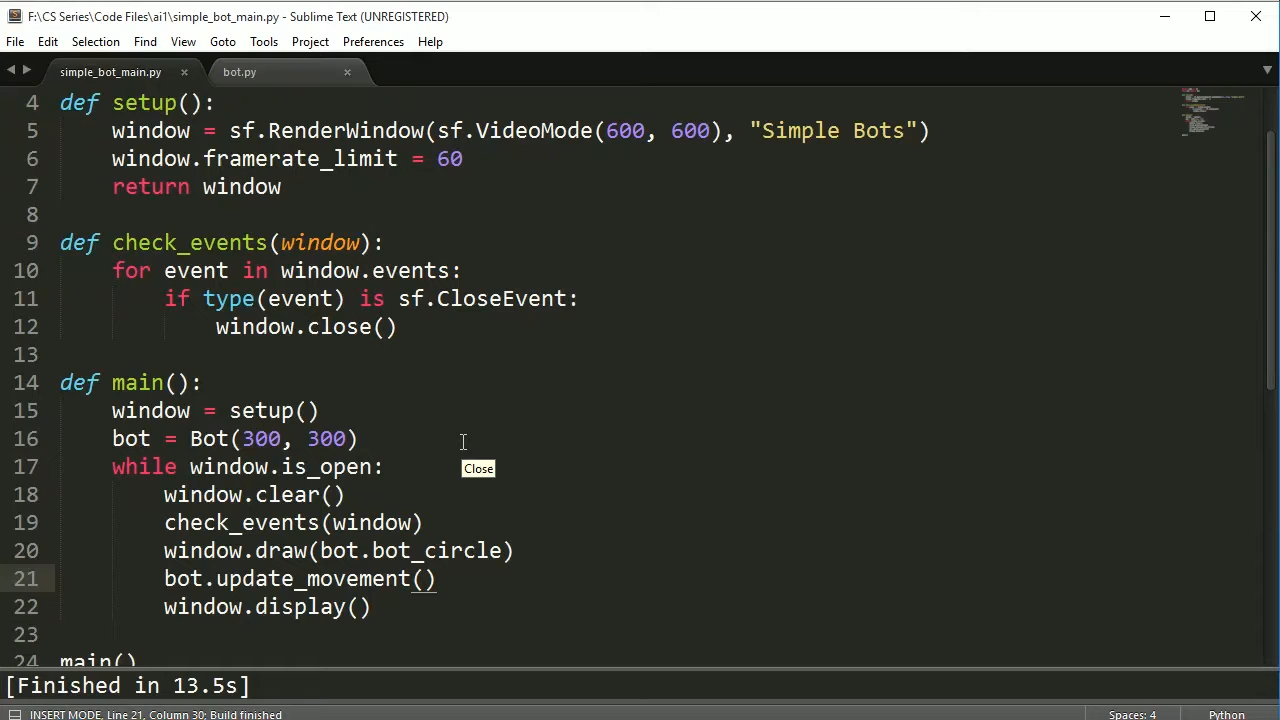 F:\CS Series\Code Files\ai1\simple_bot_main.py - Sublime Text (UNREGISTERED)
File Edit Selection Find View Goto Tools Project Preferences Help
simple_bot_main.py × bot.py ×
4 def setup():
5     window = sf.RenderWindow(sf.VideoMode(600, 600), "Simple Bots")
6     window.framerate_limit = 60
7     return window
8
9 def check_events(window):
10     for event in window.events:
11         if type(event) is sf.CloseEvent:
12             window.close()
13
14 def main():
15     window = setup()
16     bot = Bot(300, 300)
17     while window.is_open:
Close
18         window.clear()
19         check_events(window)
20         window.draw(bot.bot_circle)
21         bot.update_movement()
22         window.display()
23
24 main()
[Finished in 13.5s]
INSERT MODE, Line 21, Column 30; Build finished Spaces: 4 Python